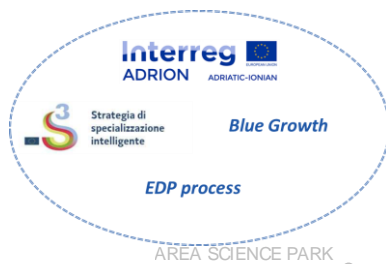 Interreg
EUROPEAN UNION
ADRION ADRIATIC-IONIAN
S3
Strategia di
specializzazione
intelligente
Blue Growth
EDP process
AREA SCIENCE PARK